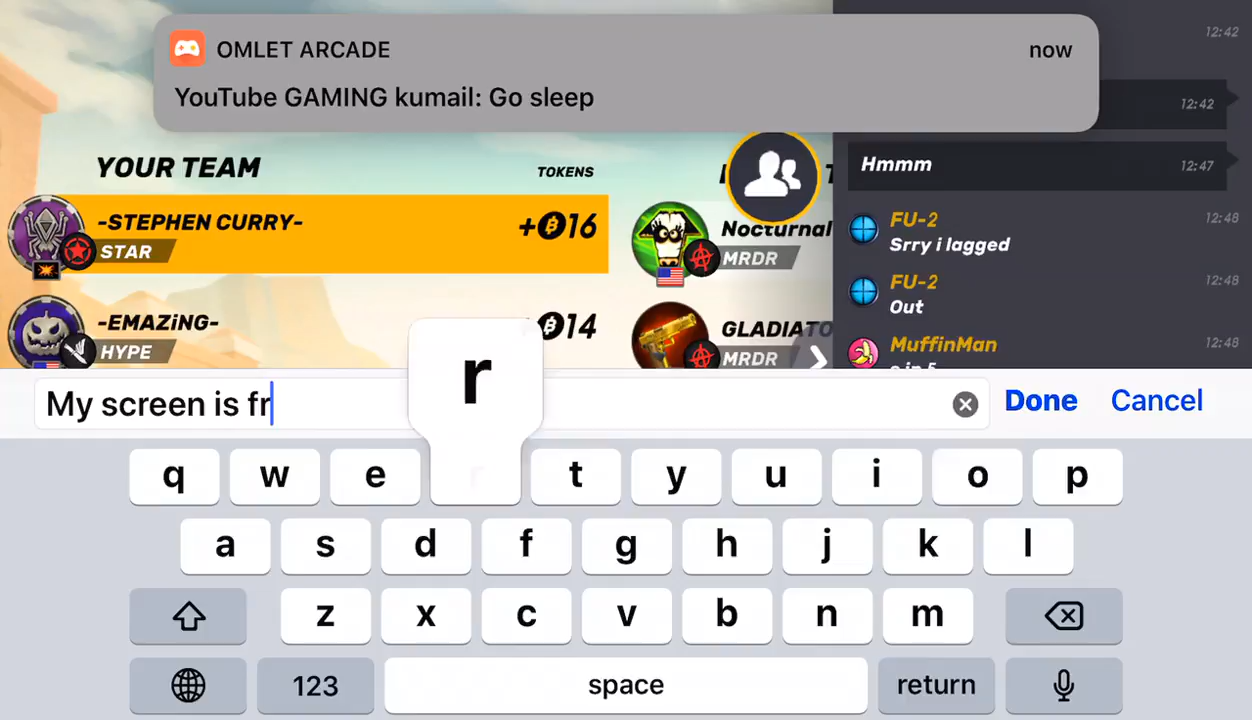 OMLET ARCADE
now
YouTube GAMING kumail: Go sleep
12:42
12:42
YOUR TEAM
TOKENS
-STEPHEN CURRY-
STAR
+16
-EMAZiNG-
HYPE
14
Nocturnal
MRDR
GLADIATO
MRDR
Hmmm
12:47
FU-2
12:48
Srry i lagged
FU-2
12:48
Out
MuffinMan
12:48
My screen is fr
Done
Cancel
r
q w e t y u i o p
a s d f g h j k l
z x c v b n m
123
space
return